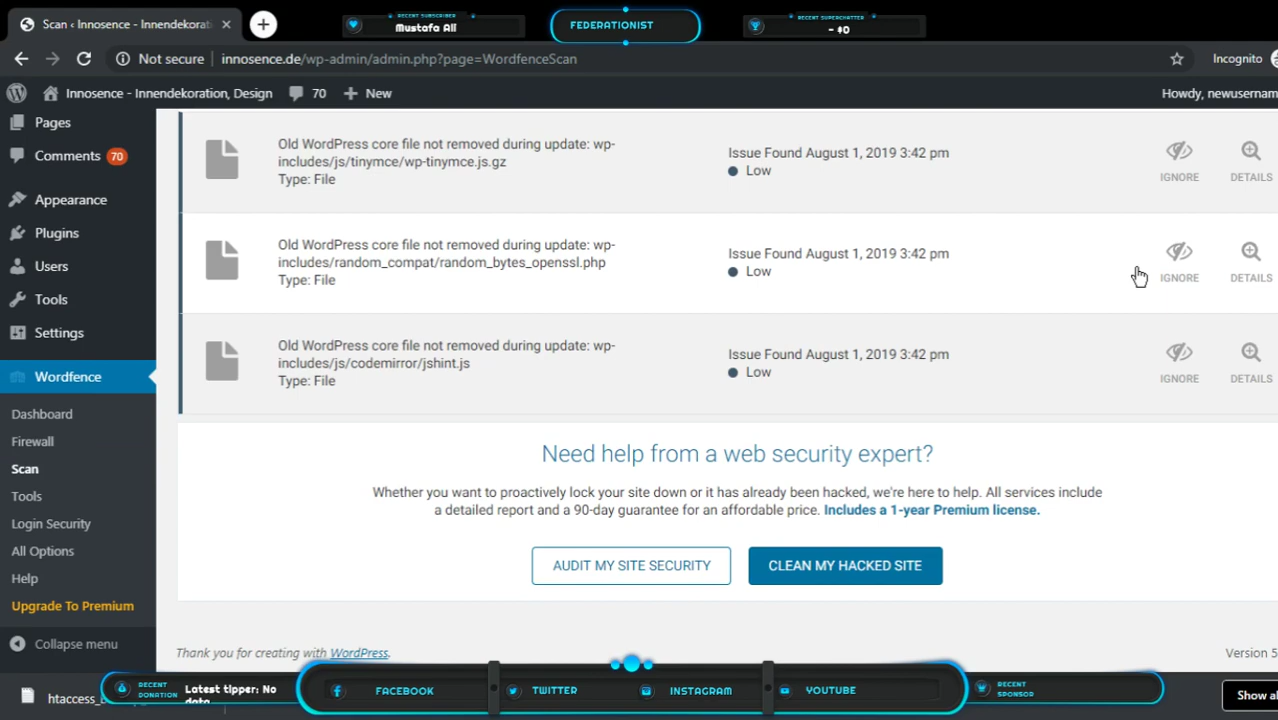 Scan ‹ Innosence - Innendekorat
RECENT SUBSCRIBER
Mustafa Ali
FEDERATIONIST
RECENT SUPERCHATTER
- $0
Not secure
innosence.de/wp-admin/admin.php?page=WordfenceScan
Incognito
Innosence - Innendekoration, Design
70
New
Howdy, newusernam
Pages
Comments 70
Appearance
Plugins
Users
Tools
Settings
Wordfence
Dashboard
Firewall
Scan
Tools
Login Security
All Options
Help
Upgrade To Premium
Collapse menu
Old WordPress core file not removed during update: wp-
includes/js/tinymce/wp-tinymce.js.gz
Type: File
Issue Found August 1, 2019 3:42 pm
Low
IGNORE
DETAILS
Old WordPress core file not removed during update: wp-
includes/random_compat/random_bytes_openssl.php
Type: File
Issue Found August 1, 2019 3:42 pm
Low
IGNORE
DETAILS
Old WordPress core file not removed during update: wp-
includes/js/codemirror/jshint.js
Type: File
Issue Found August 1, 2019 3:42 pm
Low
IGNORE
DETAILS
Need help from a web security expert?
Whether you want to proactively lock your site down or it has already been hacked, we're here to help. All services include
a detailed report and a 90-day guarantee for an affordable price. Includes a 1-year Premium license.
AUDIT MY SITE SECURITY
CLEAN MY HACKED SITE
Thank you for creating with WordPress.
Version 5
htaccess_
RECENT
DONATION
Latest tipper: No
data
FACEBOOK
TWITTER
INSTAGRAM
YOUTUBE
RECENT
SPONSOR
Show al